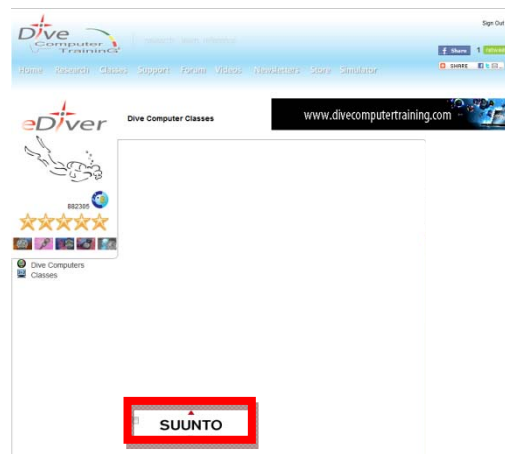 Sign Out
Dive
Computer
Training
Share 1
SHARE
Home Research Classes Support Forum Videos Newsletters Store Simulator
eDiver
Dive Computer Classes
www.divecomputertraining.com
882305
Dive Computers
Classes
SUUNTO